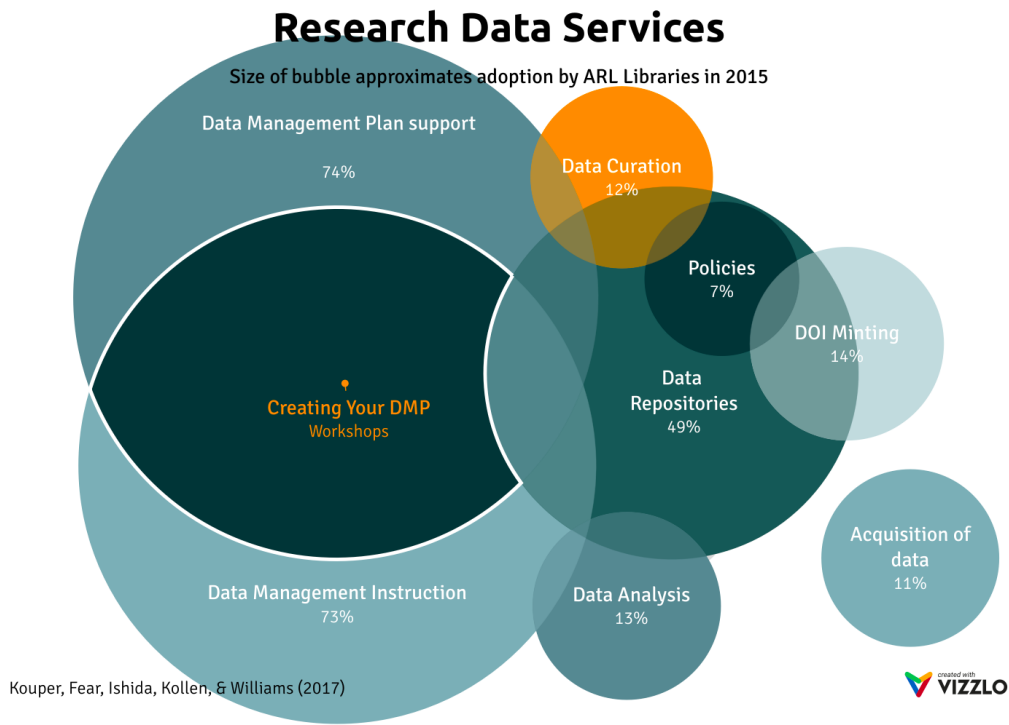 Research Data Services
Size of bubble approximates adoption by ARL Libraries in 2015
Data Management Plan support
74%
Data Curation
12%
Policies
7%
DOI Minting
14%
Data
Repositories
49%
Creating Your DMP
Workshops
Acquisition of
data
11%
Data Management Instruction
73%
Data Analysis
13%
Kouper, Fear, Ishida, Kollen, & Williams (2017)
created with
VIZZLO